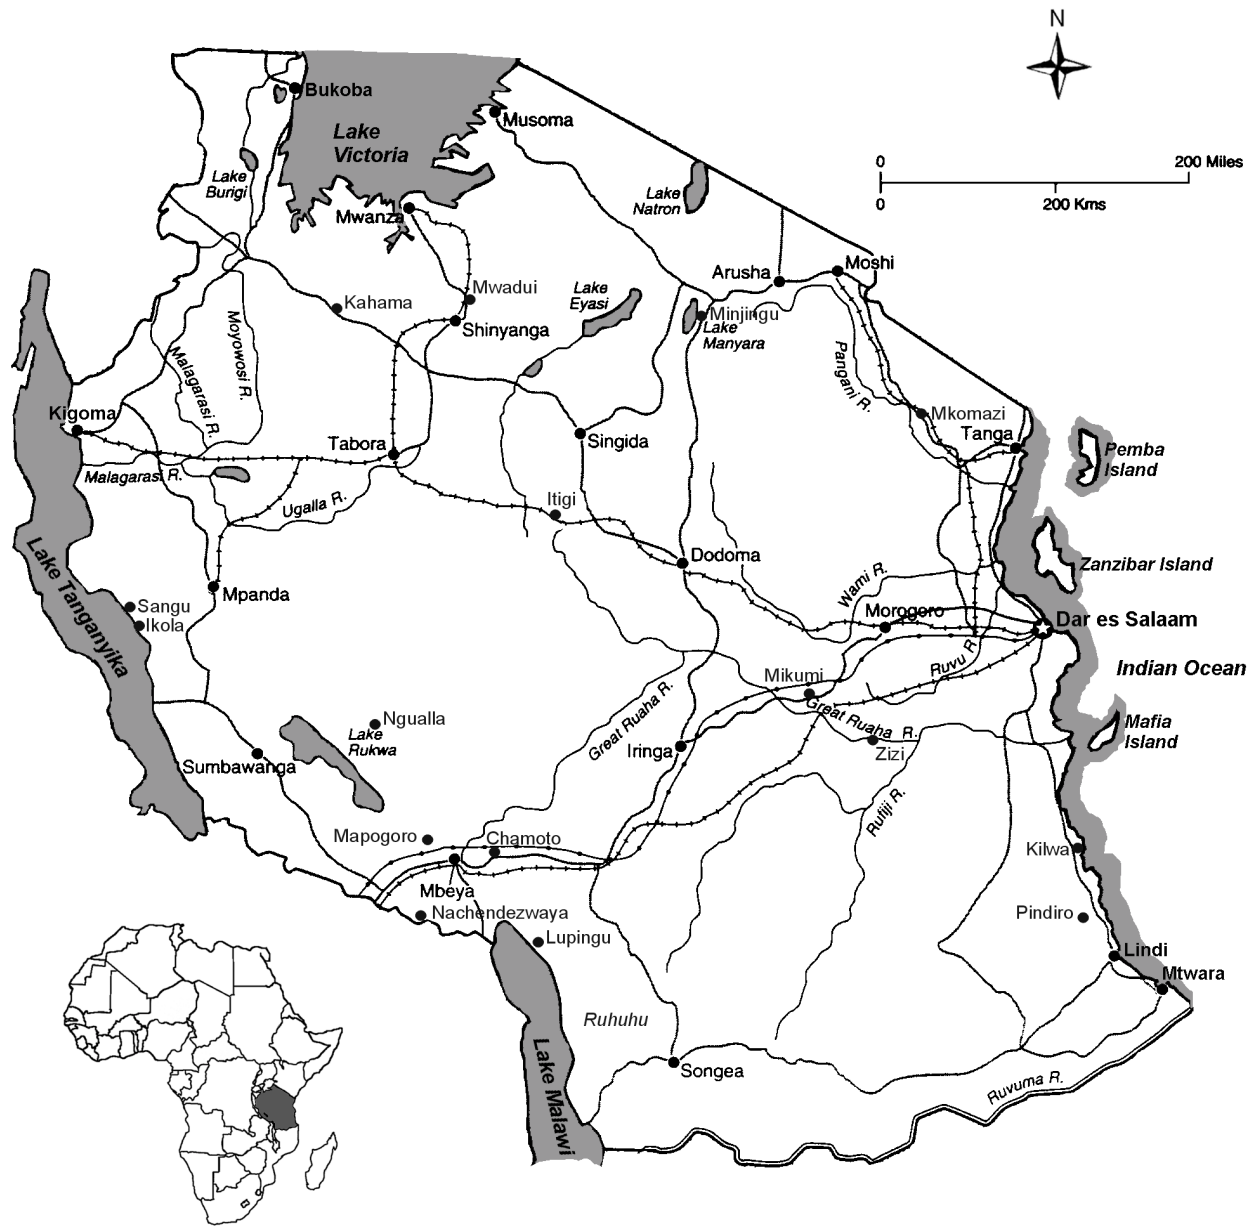 N
0
200 Miles
0
200 Kms
Bukoba
Musoma
Lake
Victoria
Lake
Burigi
Lake
Natron
Mwanza
Arusha
Moshi
Mwadui
Lake
Eyasi
Kahama
Shinyanga
Minjingu
Lake
Manyara
Moyowosi R.
Malagarasi R.
Pangani R.
Kigoma
Mkomazi
Tanga
Tabora
Singida
Pemba
Island
Malagarasi R.
Ugalla R.
Itigi
Dodoma
Wami R.
Zanzibar Island
Lake Tanganyika
Mpanda
Sangu
Ikola
Morogoro
Dar es Salaam
Ruvu R.
Indian Ocean
Mikumi
Great Ruaha R.
Great Ruaha R.
Ngualla
Lake
Rukwa
Iringa
Zizi
Mafia
Island
Sumbawanga
Rufiji R.
Mapogoro
Chamoto
Kilwa
Mbeya
Nachendezwaya
Pindiro
Lupingu
Lindi
Mtwara
Ruhuhu
Lake Malawi
Songea
Ruvuma R.